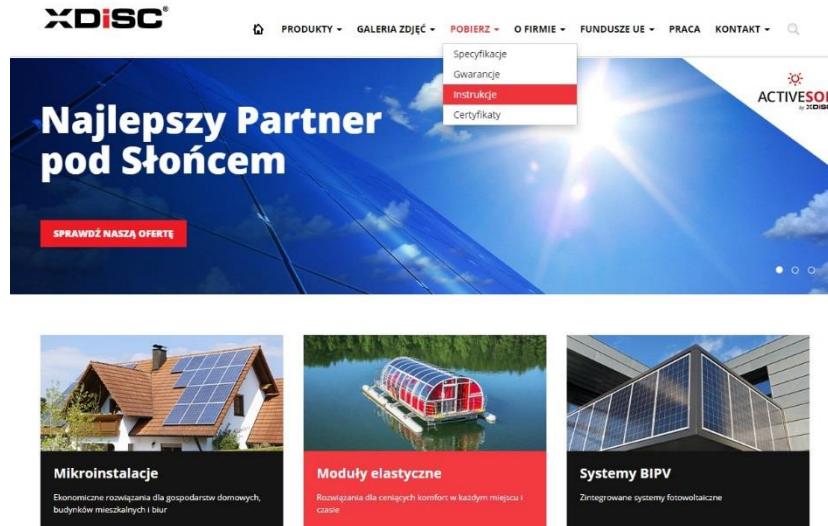 XDISC®
PRODUKTY GALERIA ZDJĘĆ POBIERZ O FIRMIE FUNDUSZE UE PRACA KONTAKT
Specyfikacje
Gwarancje
Instrukcje
Certyfikaty
ACTIVESOL
by XDISC
Najlepszy Partner
pod Słońcem
SPRAWDŹ NASZĄ OFERTĘ
Mikroinstalacje
Ekonomiczne rozwiązania dla gospodarstw domowych,
budynków mieszkalnych i biur
Moduły elastyczne
Rozwiązania dla ceniących komfort w każdym miejscu i
czasie
Systemy BIPV
Zintegrowane systemy fotowoltaiczne